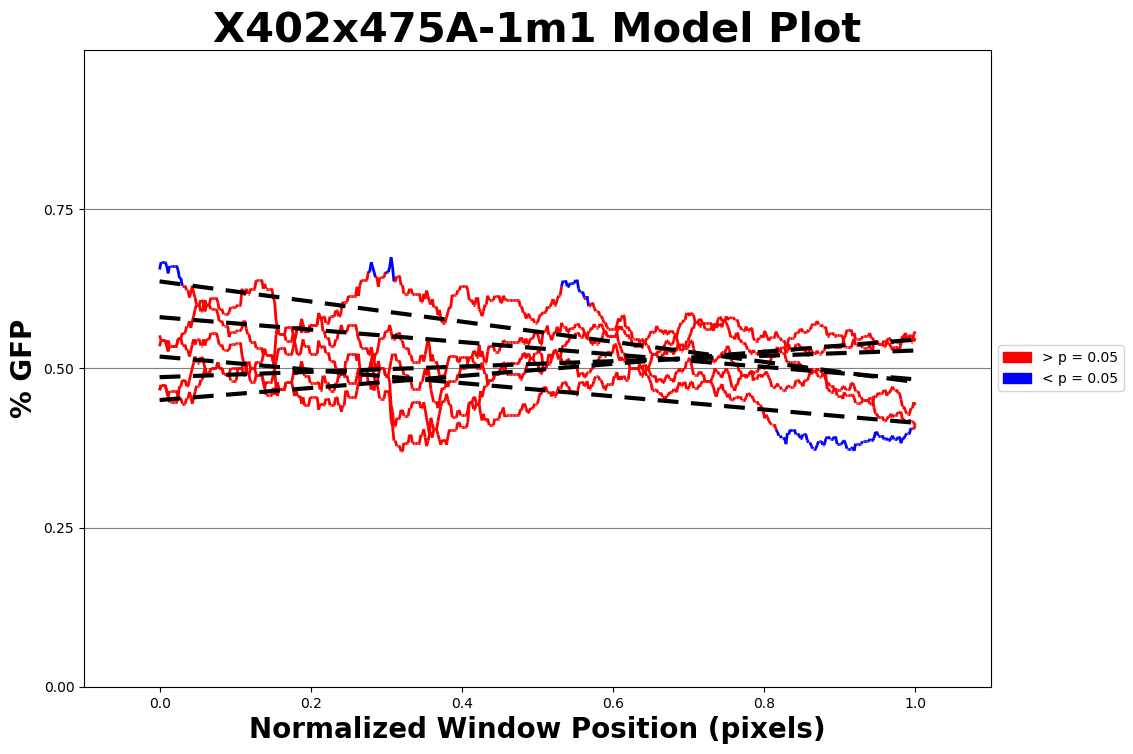 X402x475A-1m1 Model Plot
% GFP
0.75
0.50
0.25
0.00
0.0 0.2 0.4 0.6 0.8 1.0
Normalized Window Position (pixels)
> p = 0.05
< p = 0.05